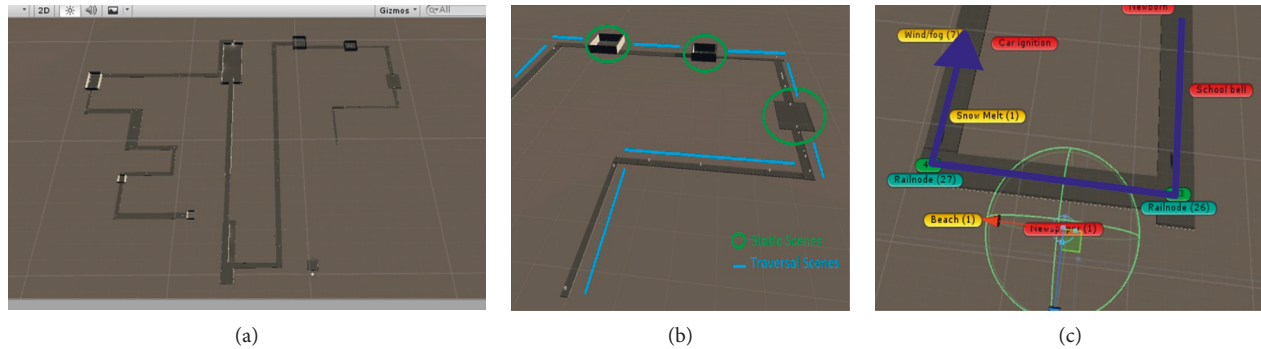 2D
Gizmos
All
Static Scenes
Traversal Scenes
Newborn
Wind/fog (7)
Car ignition
School bell
Snow Melt (1)
4
Railnode (27)
Railnode (26)
Beach (1)
Newspaper (1)
(a)
(b)
(c)